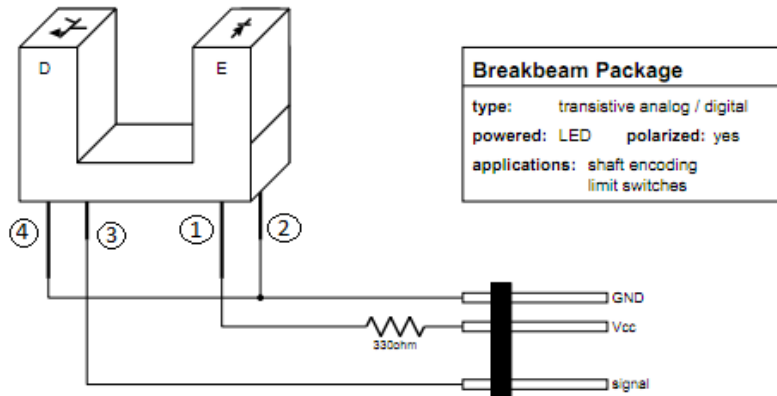 D
E
Breakbeam Package
type: transistive analog / digital
powered: LED polarized: yes
applications: shaft encoding
limit switches
4
3
1
2
GND
Vcc
330ohm
signal